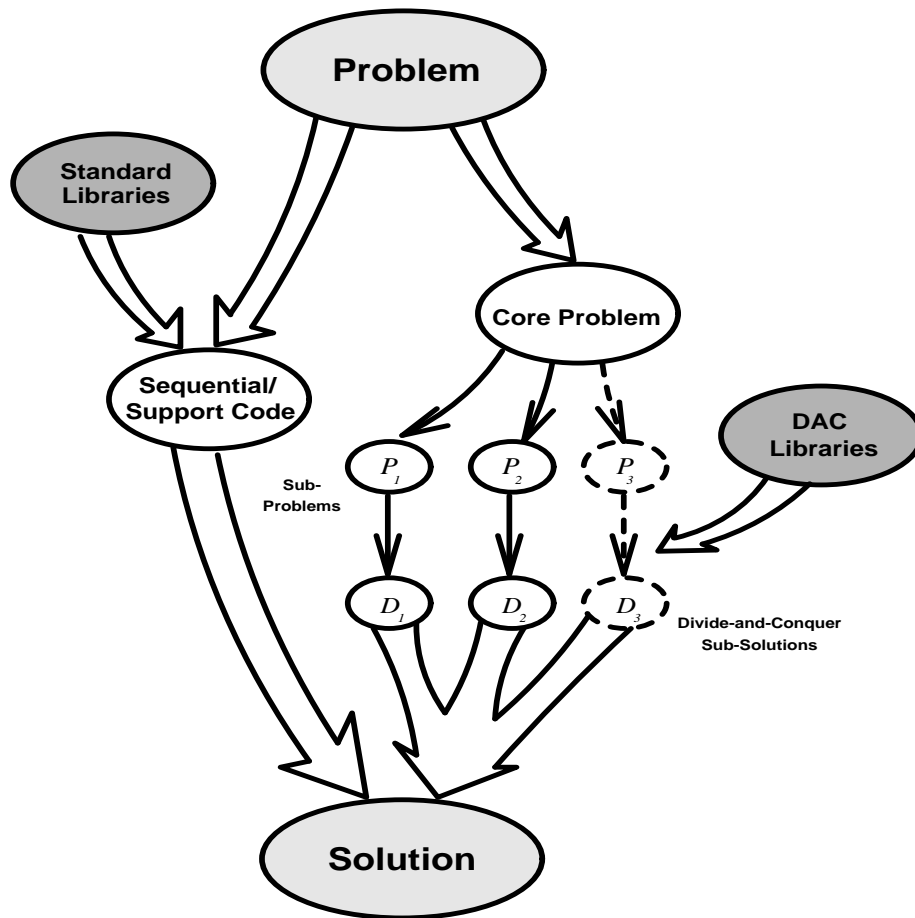 Problem
Standard
Libraries
Core Problem
Sequential/
Support Code
DAC
Libraries
P1
P2
P3
Sub-
Problems
D1
D2
D3
Divide-and-Conquer
Sub-Solutions
Solution